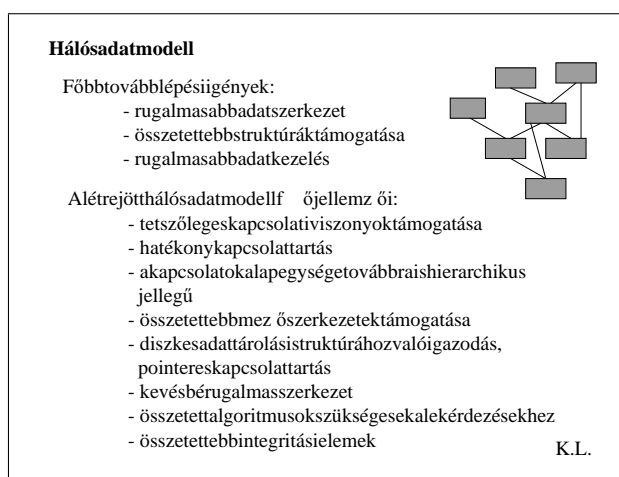 Hálósadatmodell
Főbbtovábblépésiigények:
- rugalmasabbadatszerkezet
- összetettebbstruktúráktámogatása
- rugalmasabbadatkezelés
Alétrejötthálósadatmodellf őjellemz ői:
- tetszőlegeskapcsolativiszonyoktámogatása
- hatékonykapcsolattartás
- akapcsolatokalapegységetovábbraishierarchikus
jellegű
- összetettebbmez őszerkezetektámogatása
- diszkesadattárolásistruktúráhozvalóigazodás,
pointereskapcsolattartás
- kevésbérugalmasszerkezet
- összetettalgoritmusokszükségesekalekérdezésekhez
- összetettebbintegritásielemek
K.L.